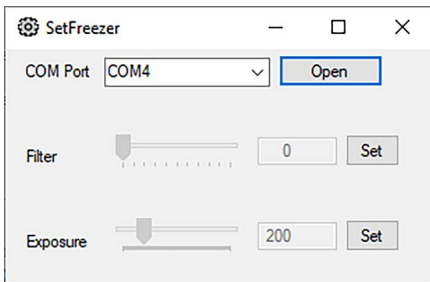 SetFreezer
COM Port COM4 Open
Filter 0 Set
Exposure 200 Set